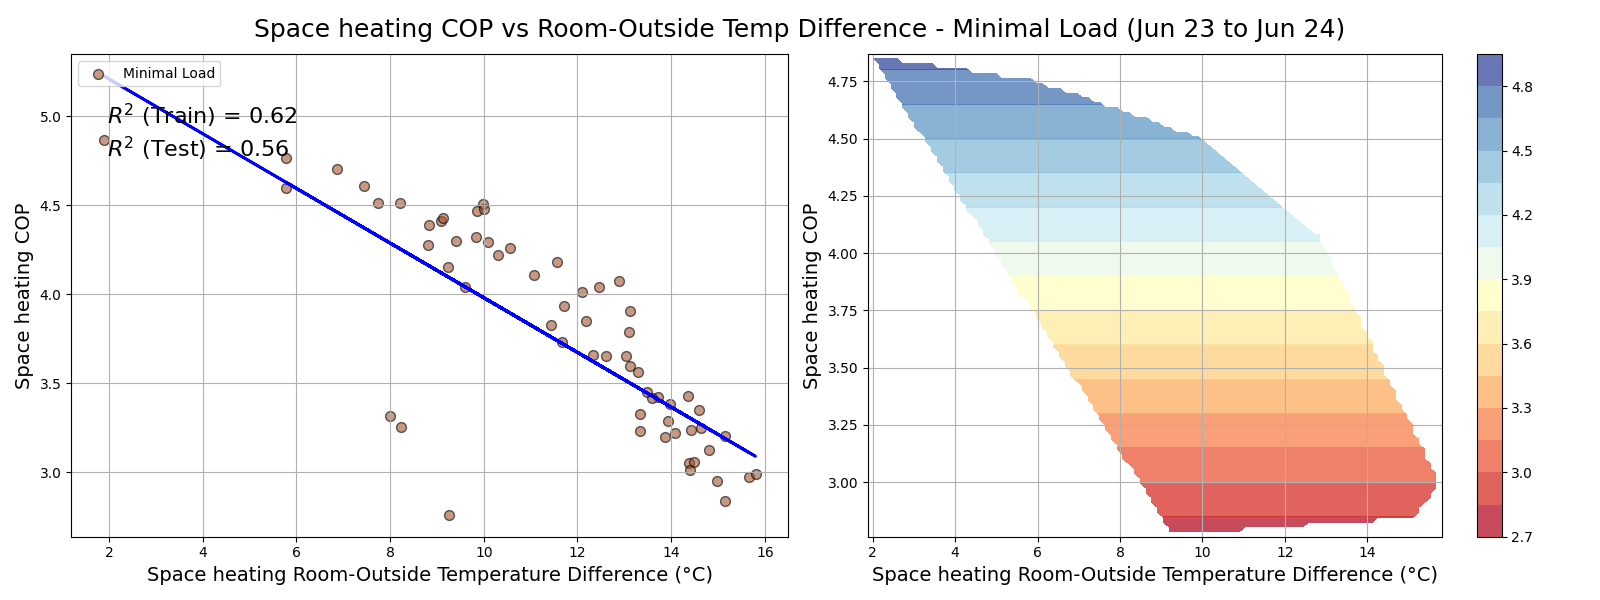 Space heating COP vs Room-Outside Temp Difference - Minimal Load (Jun 23 to Jun 24)
Minimal Load
R² (Train) = 0.62
R² (Test) = 0.56
Space heating COP
5.0
4.5
4.0
3.5
3.0
2 4 6 8 10 12 14 16
Space heating Room-Outside Temperature Difference (°C)
Space heating COP
4.75
4.50
4.25
4.00
3.75
3.50
3.25
3.00
2 4 6 8 10 12 14
Space heating Room-Outside Temperature Difference (°C)
4.8
4.5
4.2
3.9
3.6
3.3
3.0
2.7